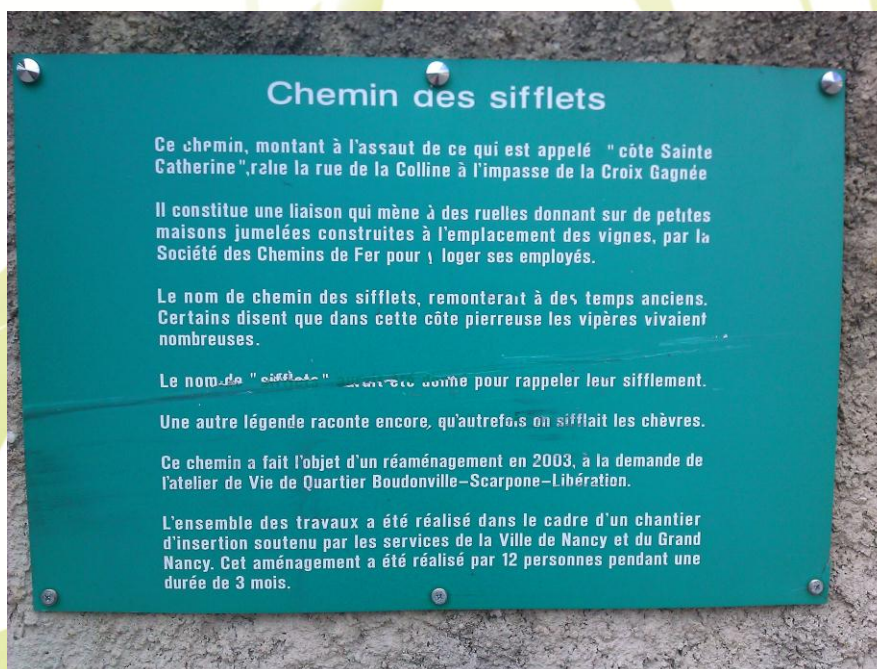 Chemin des sifflets
Ce chemin, montant à l'assaut de ce qui est appelé "côte Sainte
Catherine",ralie la rue de la Colline à l'impasse de la Croix Gagnée
Il constitue une liaison qui mène à des ruelles donnant sur de petites
maisons jumelées construites à l'emplacement des vignes, par la
Société des Chemins de Fer pour y loger ses employés.
Le nom de chemin des sifflets, remonterait à des temps anciens.
Certains disent que dans cette côte pierreuse les vipères vivaient
nombreuses.
Le nom de "sifflets" aurait été donné pour rappeler leur sifflement.
Une autre légende raconte encore, qu'autrefois on sifflait les chèvres.
Ce chemin a fait l'objet d'un réaménagement en 2003, à la demande de
l'atelier de Vie de Quartier Boudonville–Scarpone–Libération.
L'ensemble des travaux a été réalisé dans le cadre d'un chantier
d'insertion soutenu par les services de la Ville de Nancy et du Grand
Nancy. Cet aménagement a été réalisé par 12 personnes pendant une
durée de 3 mois.